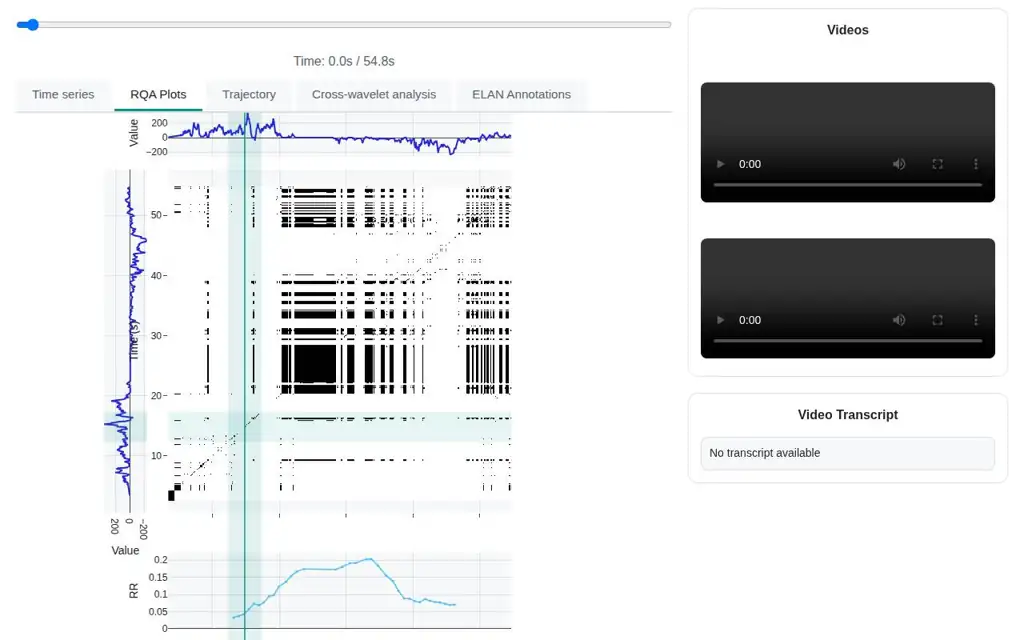 Time: 0.0s / 54.8s
Time series
RQA Plots
Trajectory
Cross-wavelet analysis
ELAN Annotations
Value
200
0
−200
Time (s)
50
40
30
20
10
200
0
−200
Value
RR
0.2
0.15
0.1
0.05
0
Videos
0:00
0:00
Video Transcript
No transcript available